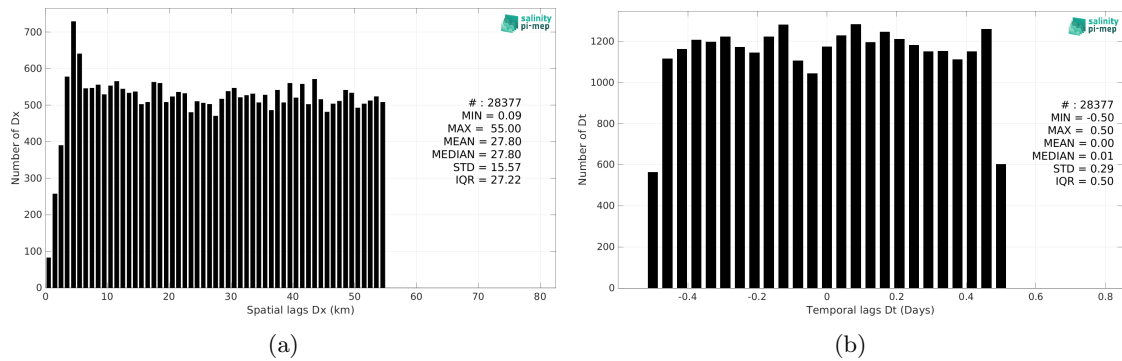 salinity
pi-mep
700
600
500
400
300
200
100
0
Number of Dx
# : 28377
MIN = 0.09
MAX = 55.00
MEAN = 27.80
MEDIAN = 27.80
STD = 15.57
IQR = 27.22
0 10 20 30 40 50 60 70 80
Spatial lags Dx (km)
(a)
salinity
pi-mep
1200
1000
800
600
400
200
0
Number of Dt
# : 28377
MIN = -0.50
MAX = 0.50
MEAN = 0.00
MEDIAN = 0.01
STD = 0.29
IQR = 0.50
-0.4 -0.2 0 0.2 0.4 0.6 0.8
Temporal lags Dt (Days)
(b)